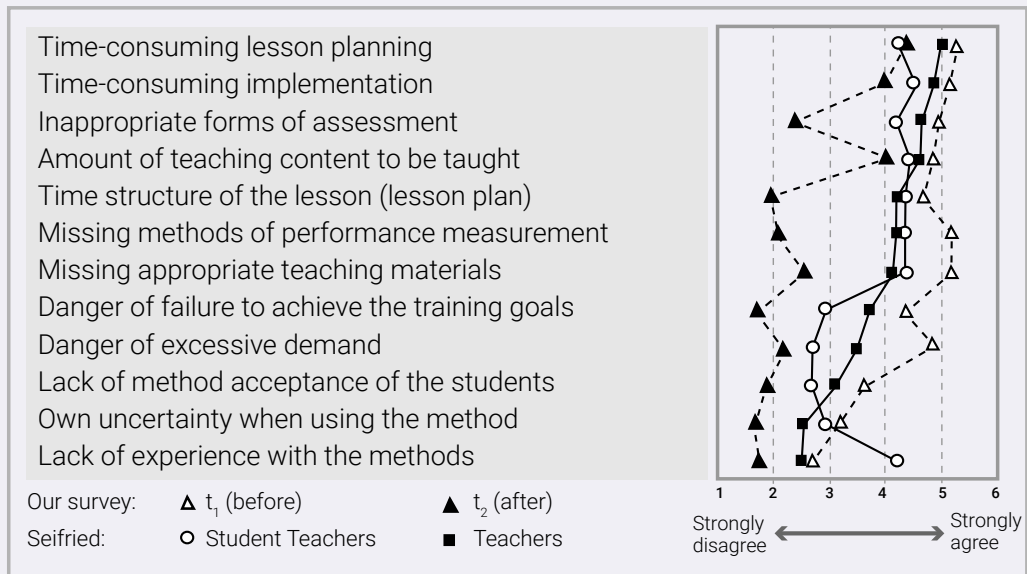 Time-consuming lesson planning
Time-consuming implementation
Inappropriate forms of assessment
Amount of teaching content to be taught
Time structure of the lesson (lesson plan)
Missing methods of performance measurement
Missing appropriate teaching materials
Danger of failure to achieve the training goals
Danger of excessive demand
Lack of method acceptance of the students
Own uncertainty when using the method
Lack of experience with the methods
1 2 3 4 5 6
Our survey: t₁ (before) t₂ (after)
Seifried: Student Teachers Teachers
Strongly disagree
Strongly agree